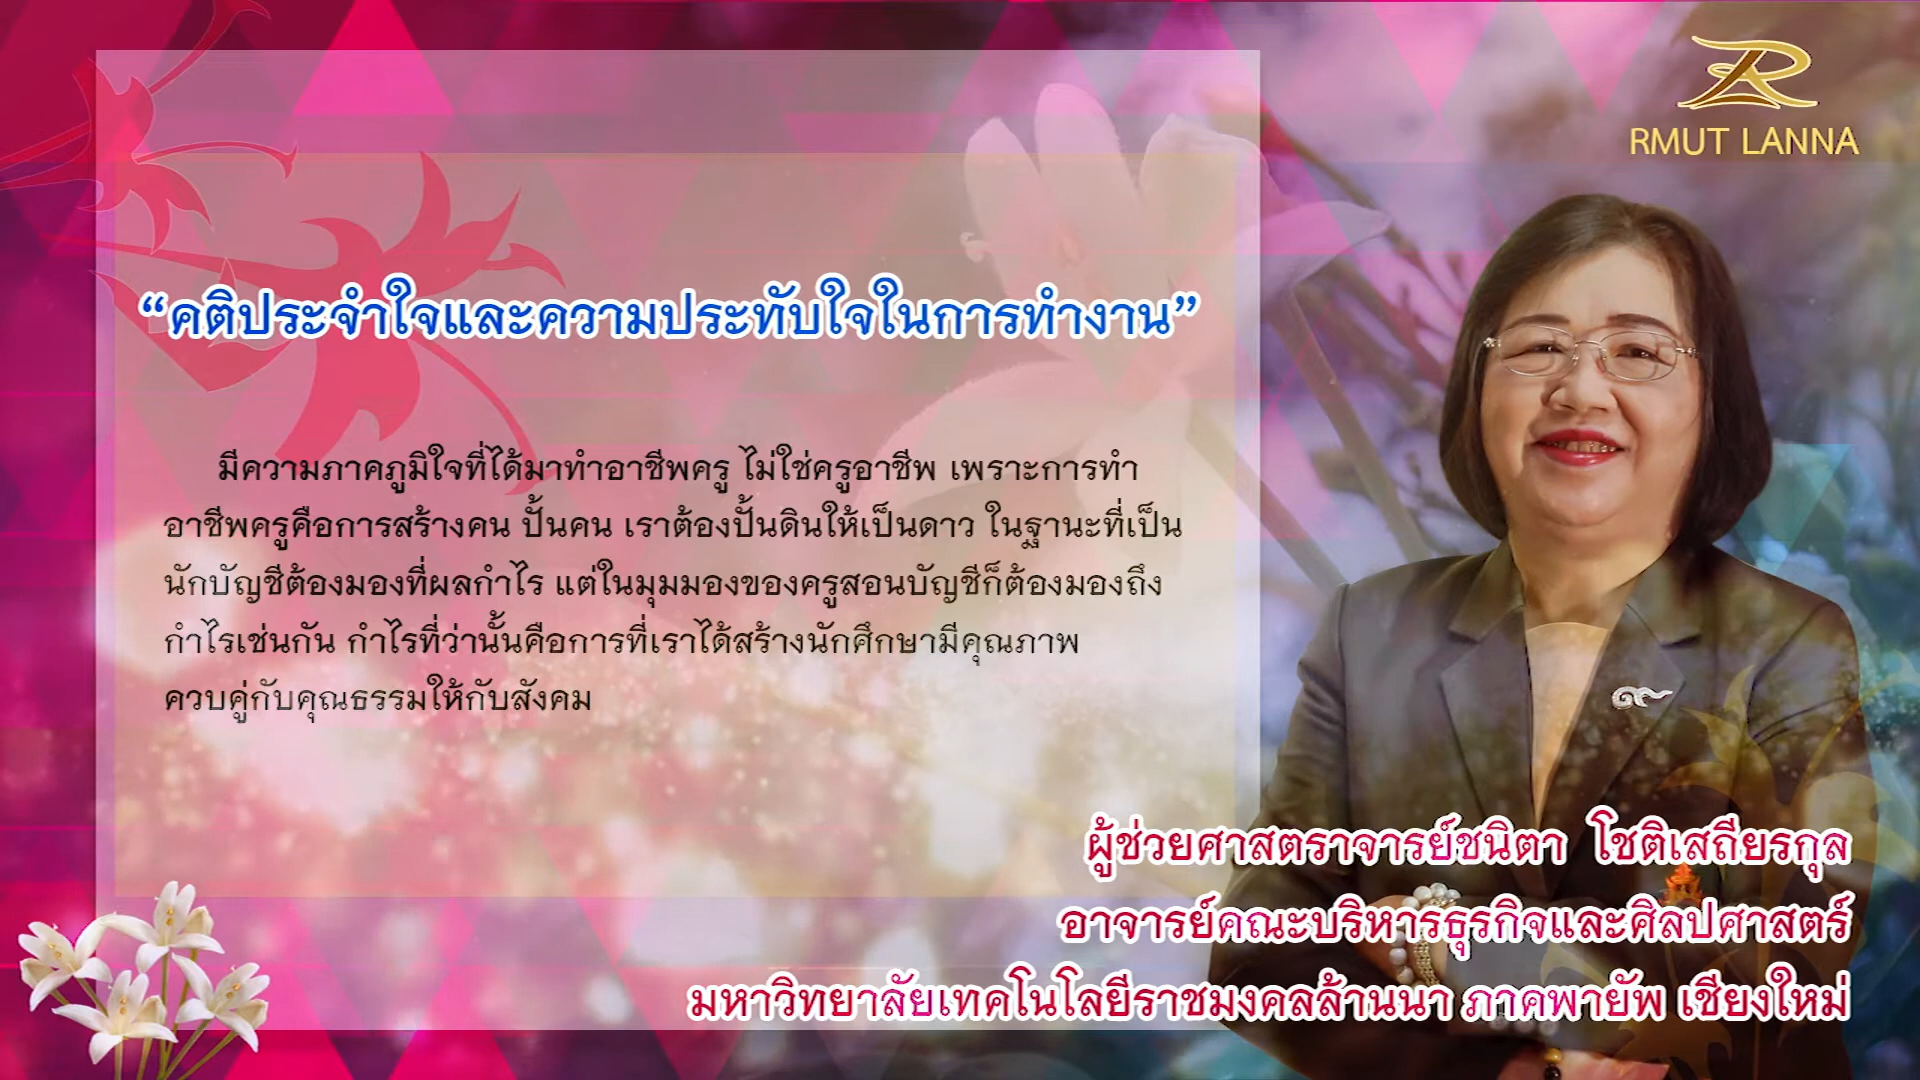 RMUT LANNA
“คติประจำใจและความประทับใจในการทำงาน”
มีความภาคภูมิใจที่ได้มาทำอาชีพครู ไม่ใช่ครูอาชีพ เพราะการทำ
อาชีพครูคือการสร้างคน ปั้นคน เราต้องปั้นดินให้เป็นดาว ในฐานะที่เป็น
นักบัญชีต้องมองที่ผลกำไร แต่ในมุมมองของครูสอนบัญชีก็ต้องมองถึง
กำไรเช่นกัน กำไรที่ว่านั้นคือการที่เราได้สร้างนักศึกษามีคุณภาพ
ควบคู่กับคุณธรรมให้กับสังคม
ผู้ช่วยศาสตราจารย์ชนิตา โชติเสถียรกุล
อาจารย์คณะบริหารธุรกิจและศิลปศาสตร์
มหาวิทยาลัยเทคโนโลยีราชมงคลล้านนา ภาคพายัพ เชียงใหม่